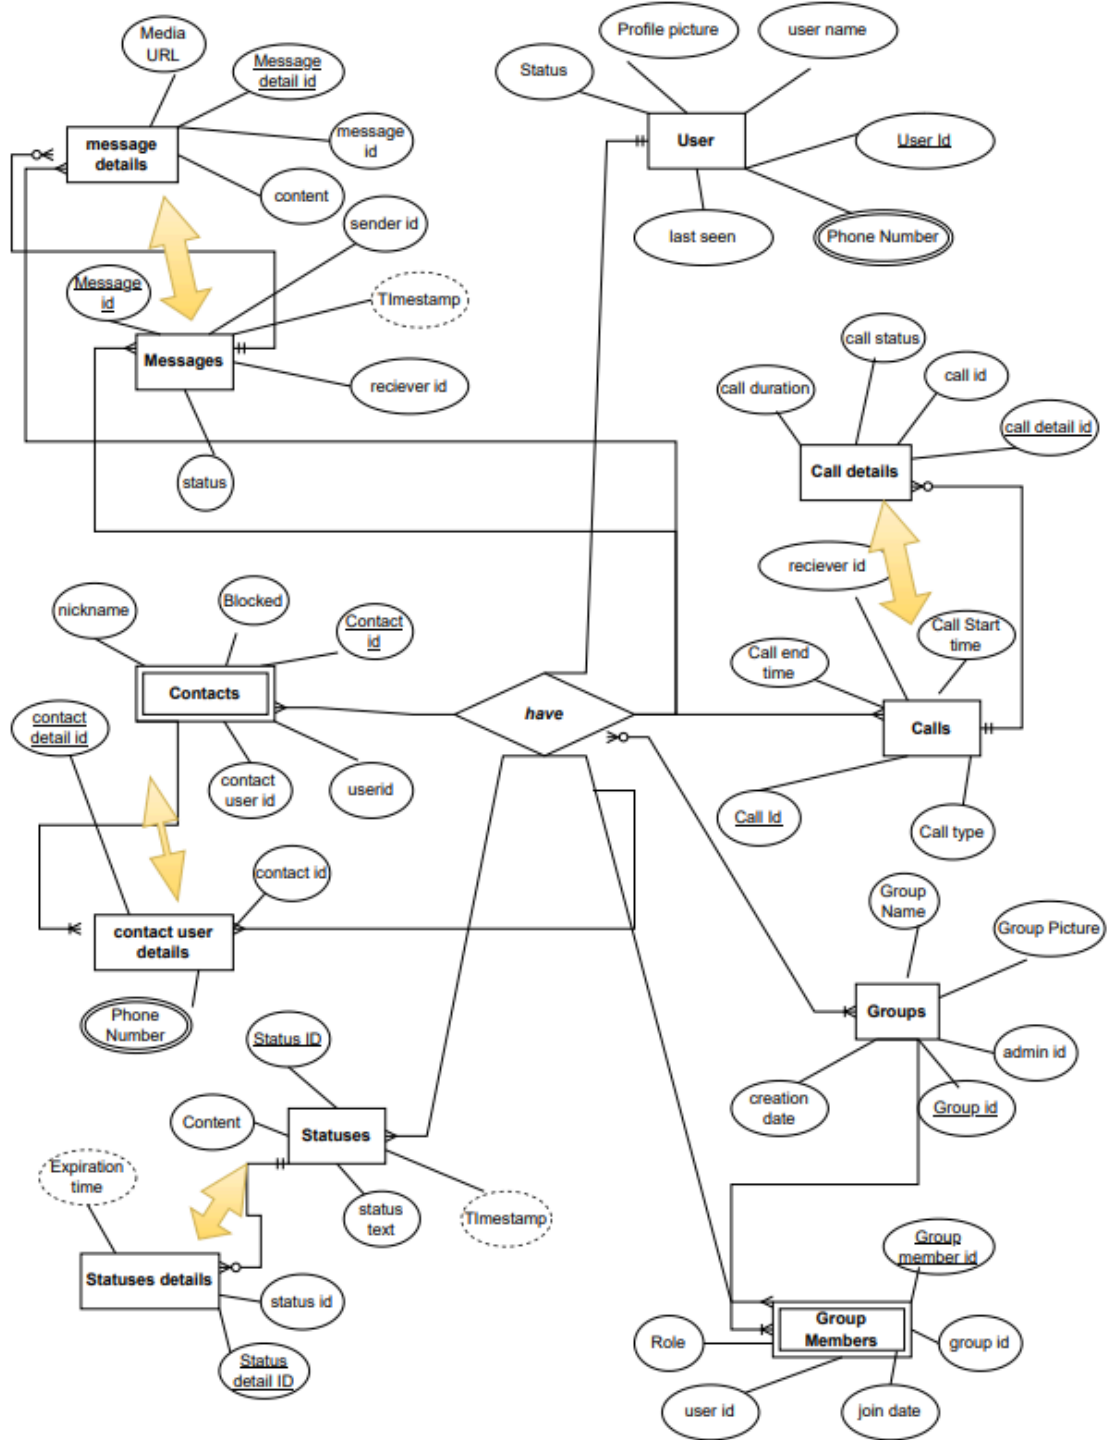 Media
URL
Message
detail id
message
details
message
id
content
sender id
Message
id
TImestamp
Messages
reciever id
status
Profile picture
user name
Status
User
User Id
last seen
Phone Number
call status
call duration
call id
call detail id
Call details
reciever id
Call Start
time
Call end
time
Calls
Call Id
Call type
nickname
Blocked
Contact
id
Contacts
contact
detail id
contact
user id
userid
have
contact id
contact user
details
Phone
Number
Group
Name
Group Picture
Groups
admin id
creation
date
Group id
Status ID
Content
Statuses
Expiration
time
status
text
TImestamp
Statuses details
status id
Status
detail ID
Group
member id
Group
Members
Role
group id
user id
join date